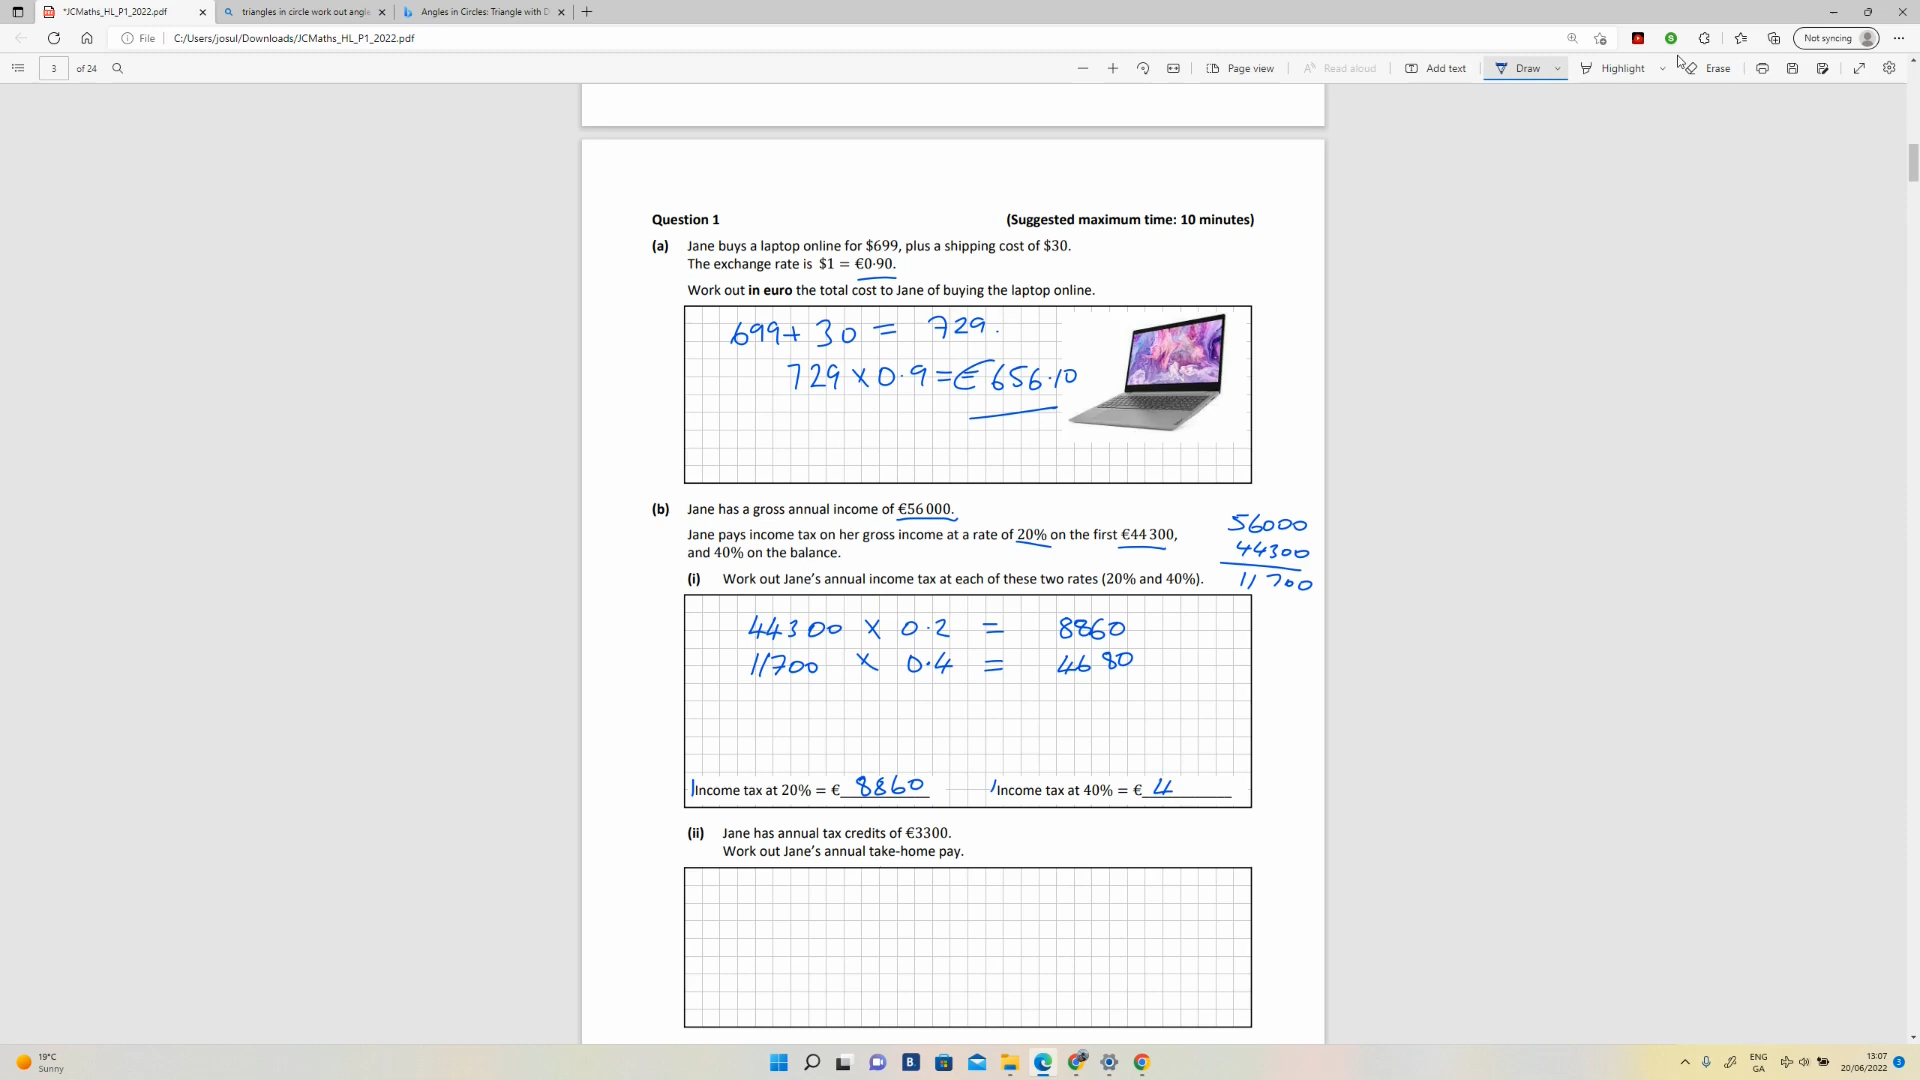 *JCMaths_HL_P1_2022.pdf
triangles in circle work out angle
Angles in Circles: Triangle with D
File C:/Users/josul/Downloads/JCMaths_HL_P1_2022.pdf
Not syncing
3 of 24
Page view
Read aloud
Add text
Draw
Highlight
Erase
Question 1 (Suggested maximum time: 10 minutes)
(a) Jane buys a laptop online for $699, plus a shipping cost of $30.
The exchange rate is $1 = €0·90.
Work out in euro the total cost to Jane of buying the laptop online.
699+ 30 = 729.
729 x 0.9 = € 656.10
(b) Jane has a gross annual income of €56 000.
Jane pays income tax on her gross income at a rate of 20% on the first €44 300,
and 40% on the balance.
56000
44300
11 700
(i) Work out Jane's annual income tax at each of these two rates (20% and 40%).
44300 x 0.2 = 8860
11700 x 0.4 = 4680
Income tax at 20% = € 8860 Income tax at 40% = € 4
(ii) Jane has annual tax credits of €3300.
Work out Jane's annual take-home pay.
19°C
Sunny
B.
ENG
GA
13:07
20/06/2022
3